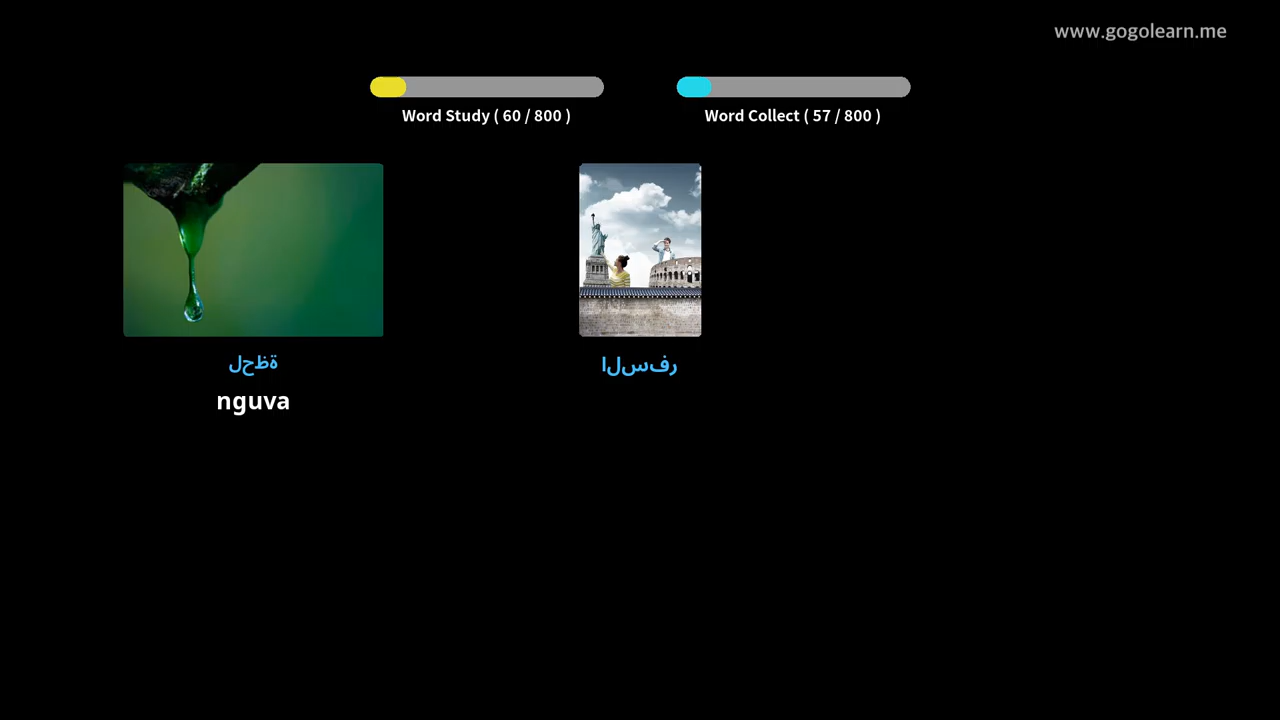 www.gogolearn.me
Word Study ( 60 / 800 )
Word Collect ( 57 / 800 )
لحظة
nguva
السفر